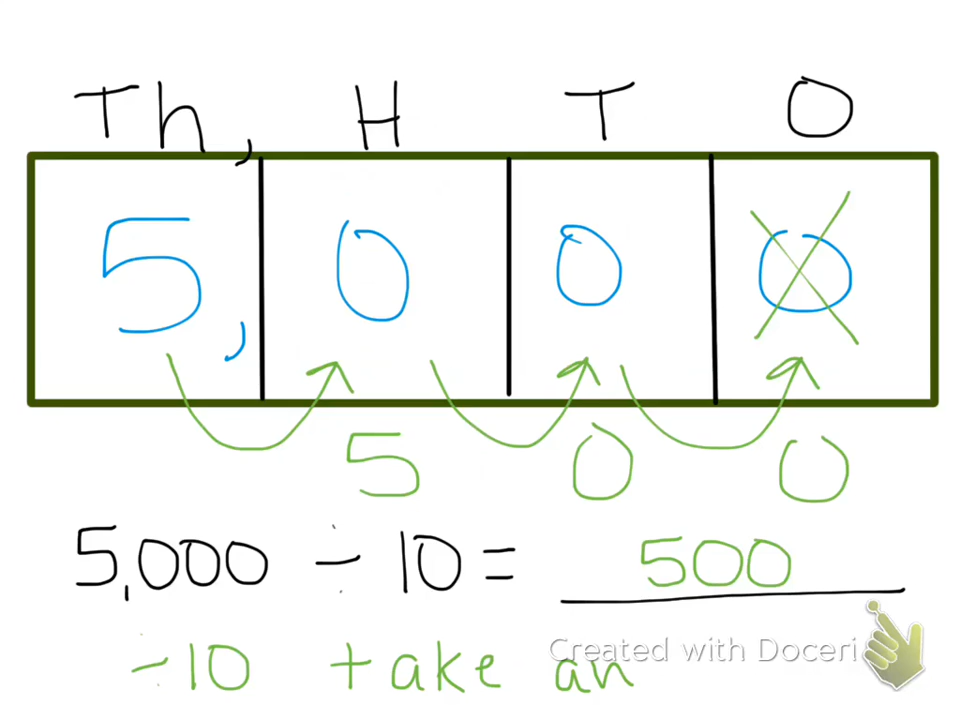 Th, H T O
5, 0 0 0
5 0 0
5,000 ÷ 10 = 500
÷10 take an
Created with Doceri